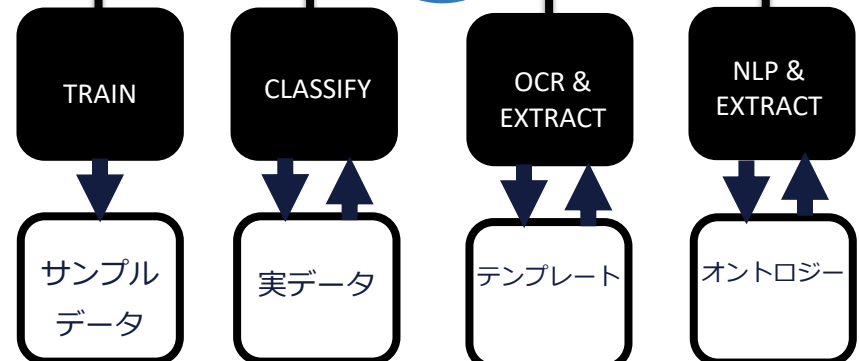 TRAIN
CLASSIFY
OCR &
EXTRACT
NLP &
EXTRACT
サンプル
データ
実データ
テンプレート
オントロジー